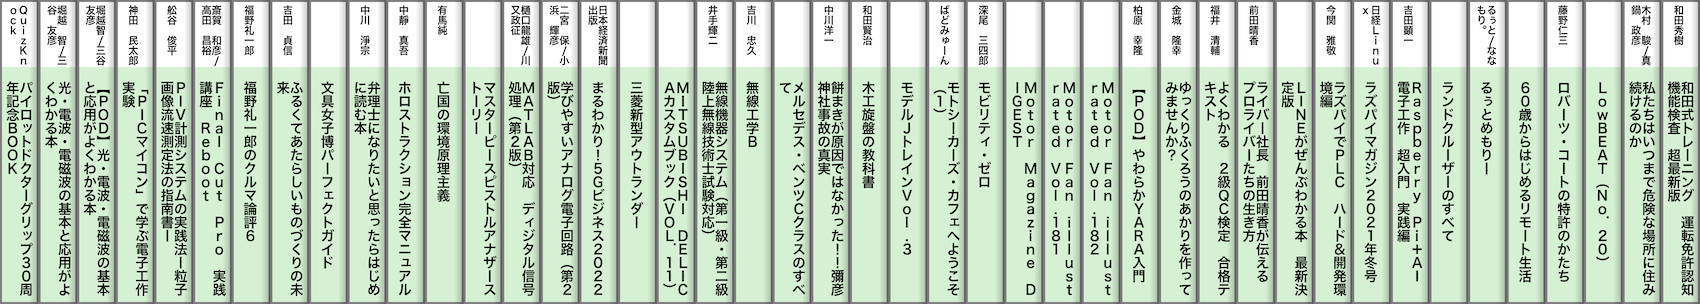 和田秀樹
和田式トレーニング　運転免許認知
機能検査　超最新版
木村　駿/真
鍋　政彦
私たちはいつまで危険な場所に住み
続けるのか
LowBEAT（No．20）
藤野仁三
ロバーツ・コートの特許のかたち
60歳からはじめるリモート生活
るぅと/なな
もり。
るぅとめもりー
ランドクルーザーのすべて
吉田顕一
Raspberry Pi+AI
電子工作　超入門　実践編
日経Linu
x
ラズパイマガジン2021年冬号
今関　雅敬
ラズパイでPLC　ハード&開発環
境編
LINEがぜんぶわかる本　最新決
定版
前田晴香
ライバー社長　前田晴香が伝える
プロライバーたちの生き方
福井　清輔
よくわかる　2級QC検定　合格テ
キスト
金城　隆幸
ゆっくりふくろうのあかりを作って
みませんか？
柏原　幸隆
【POD】やわらかYARA入門
Motor Fan illust
rated Vol．182
Motor Fan illust
rated Vol．181
Motor Magazine D
IGEST
深尾　三四郎
モビリティ・ゼロ
ばどみゅーん
モトシーカーズ・カフェへようこそ
（1）
モデルJトレインVol．3
和田賢治
木工旋盤の教科書
中川洋一
餅まきが原因ではなかった！！彌彦
神社事故の真実
メルセデス・ベンツCクラスのすべ
て
吉川　忠久
無線工学B
井手輝二
無線機器システム（第一級・第二級
陸上無線技術士試験対応）
MITSUBISHI DELIC
Aカスタムブック（VOL．11）
三菱新型アウトランダー
日本経済新聞
出版
まるわかり！5Gビジネス2022
二宮　保/小
浜　輝彦
学びやすいアナログ電子回路（第2
版）
樋口龍雄/川
又政征
MATLAB対応　ディジタル信号
処理（第2版）
マスターピースピストルアナザース
トーリー
有馬純
亡国の環境原理主義
中静　真吾
ホロストラクション完全マニュアル
中川　淨宗
弁理士になりたいと思ったらはじめ
に読む本
文具女子博パーフェクトガイド
吉田　貞信
ふるくてあたらしいものづくりの未
来
福野礼一郎
福野礼一郎のクルマ論評6
斎賀　和彦/
高田　昌裕
Final Cut Pro　実践
講座　Reboot
舩谷　俊平
PIV計測システムの実践法ー粒子
画像流速測定法の指南書ー
神田　民太郎
「PICマイコン」で学ぶ電子工作
実験
堀越智/三谷
友彦
【POD】光・電波・電磁波の基本
と応用がよくわかる本
堀越　智/三
谷　友彦
光・電波・電磁波の基本と応用がよ
くわかる本
QuizKn
ock
パイロットドクターグリップ30周
年記念BOOK